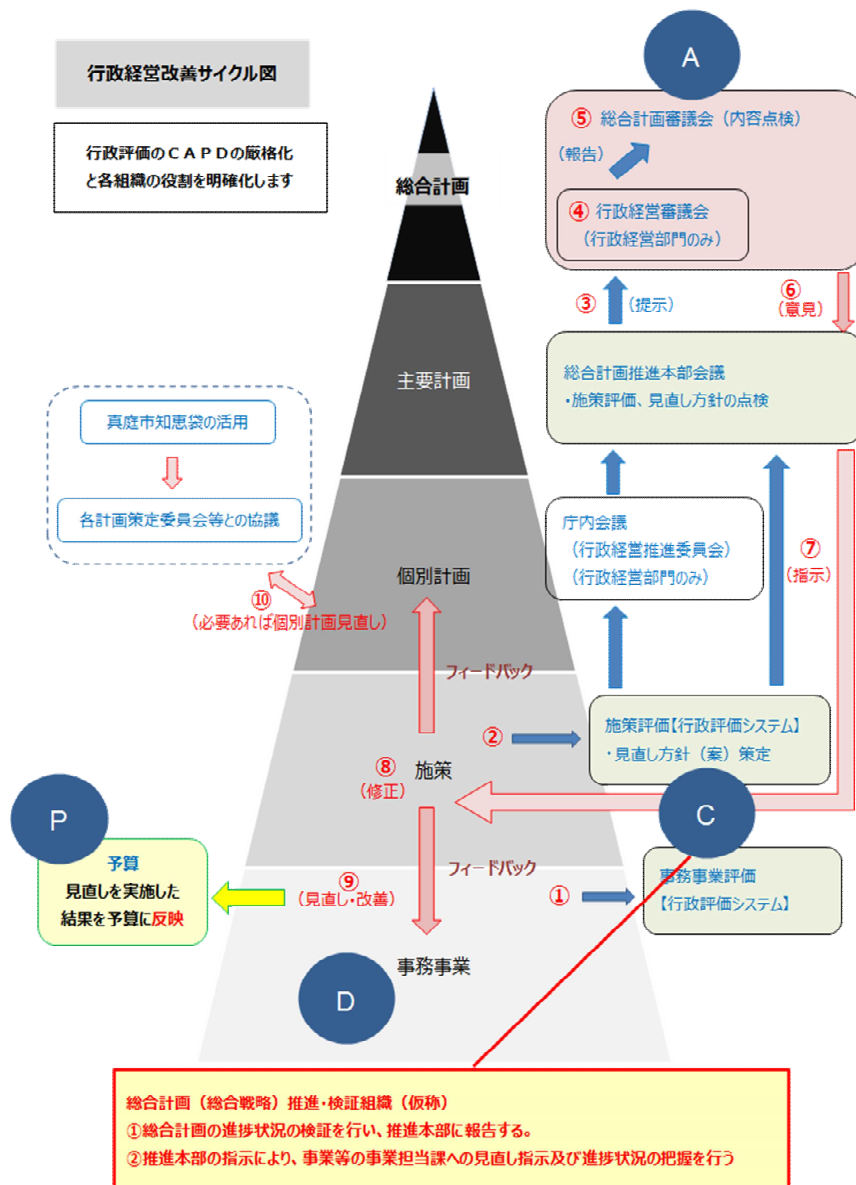 行政経営改善サイクル図
行政評価のＣＡＰＤの厳格化
と各組織の役割を明確化します
A
⑤ 総合計画審議会（内容点検）
（報告）
④ 行政経営審議会
（行政経営部門のみ）
③
（提示）
⑥
（意見）
総合計画
主要計画
総合計画推進本部会議
・施策評価、見直し方針の点検
真庭市知恵袋の活用
各計画策定委員会等との協議
⑩
（必要あれば個別計画見直し）
個別計画
庁内会議
（行政経営推進委員会）
（行政経営部門のみ）
⑦
（指示）
フィードバック
②
施策評価【行政評価システム】
・見直し方針（案）策定
⑧
（修正）
施策
C
P
予算
見直しを実施した
結果を予算に反映
フィードバック
⑨
（見直し・改善）
①
事務事業評価
【行政評価システム】
事務事業
D
総合計画（総合戦略）推進・検証組織（仮称）
①総合計画の進捗状況の検証を行い、推進本部に報告する。
②推進本部の指示により、事業等の事業担当課への見直し指示及び進捗状況の把握を行う